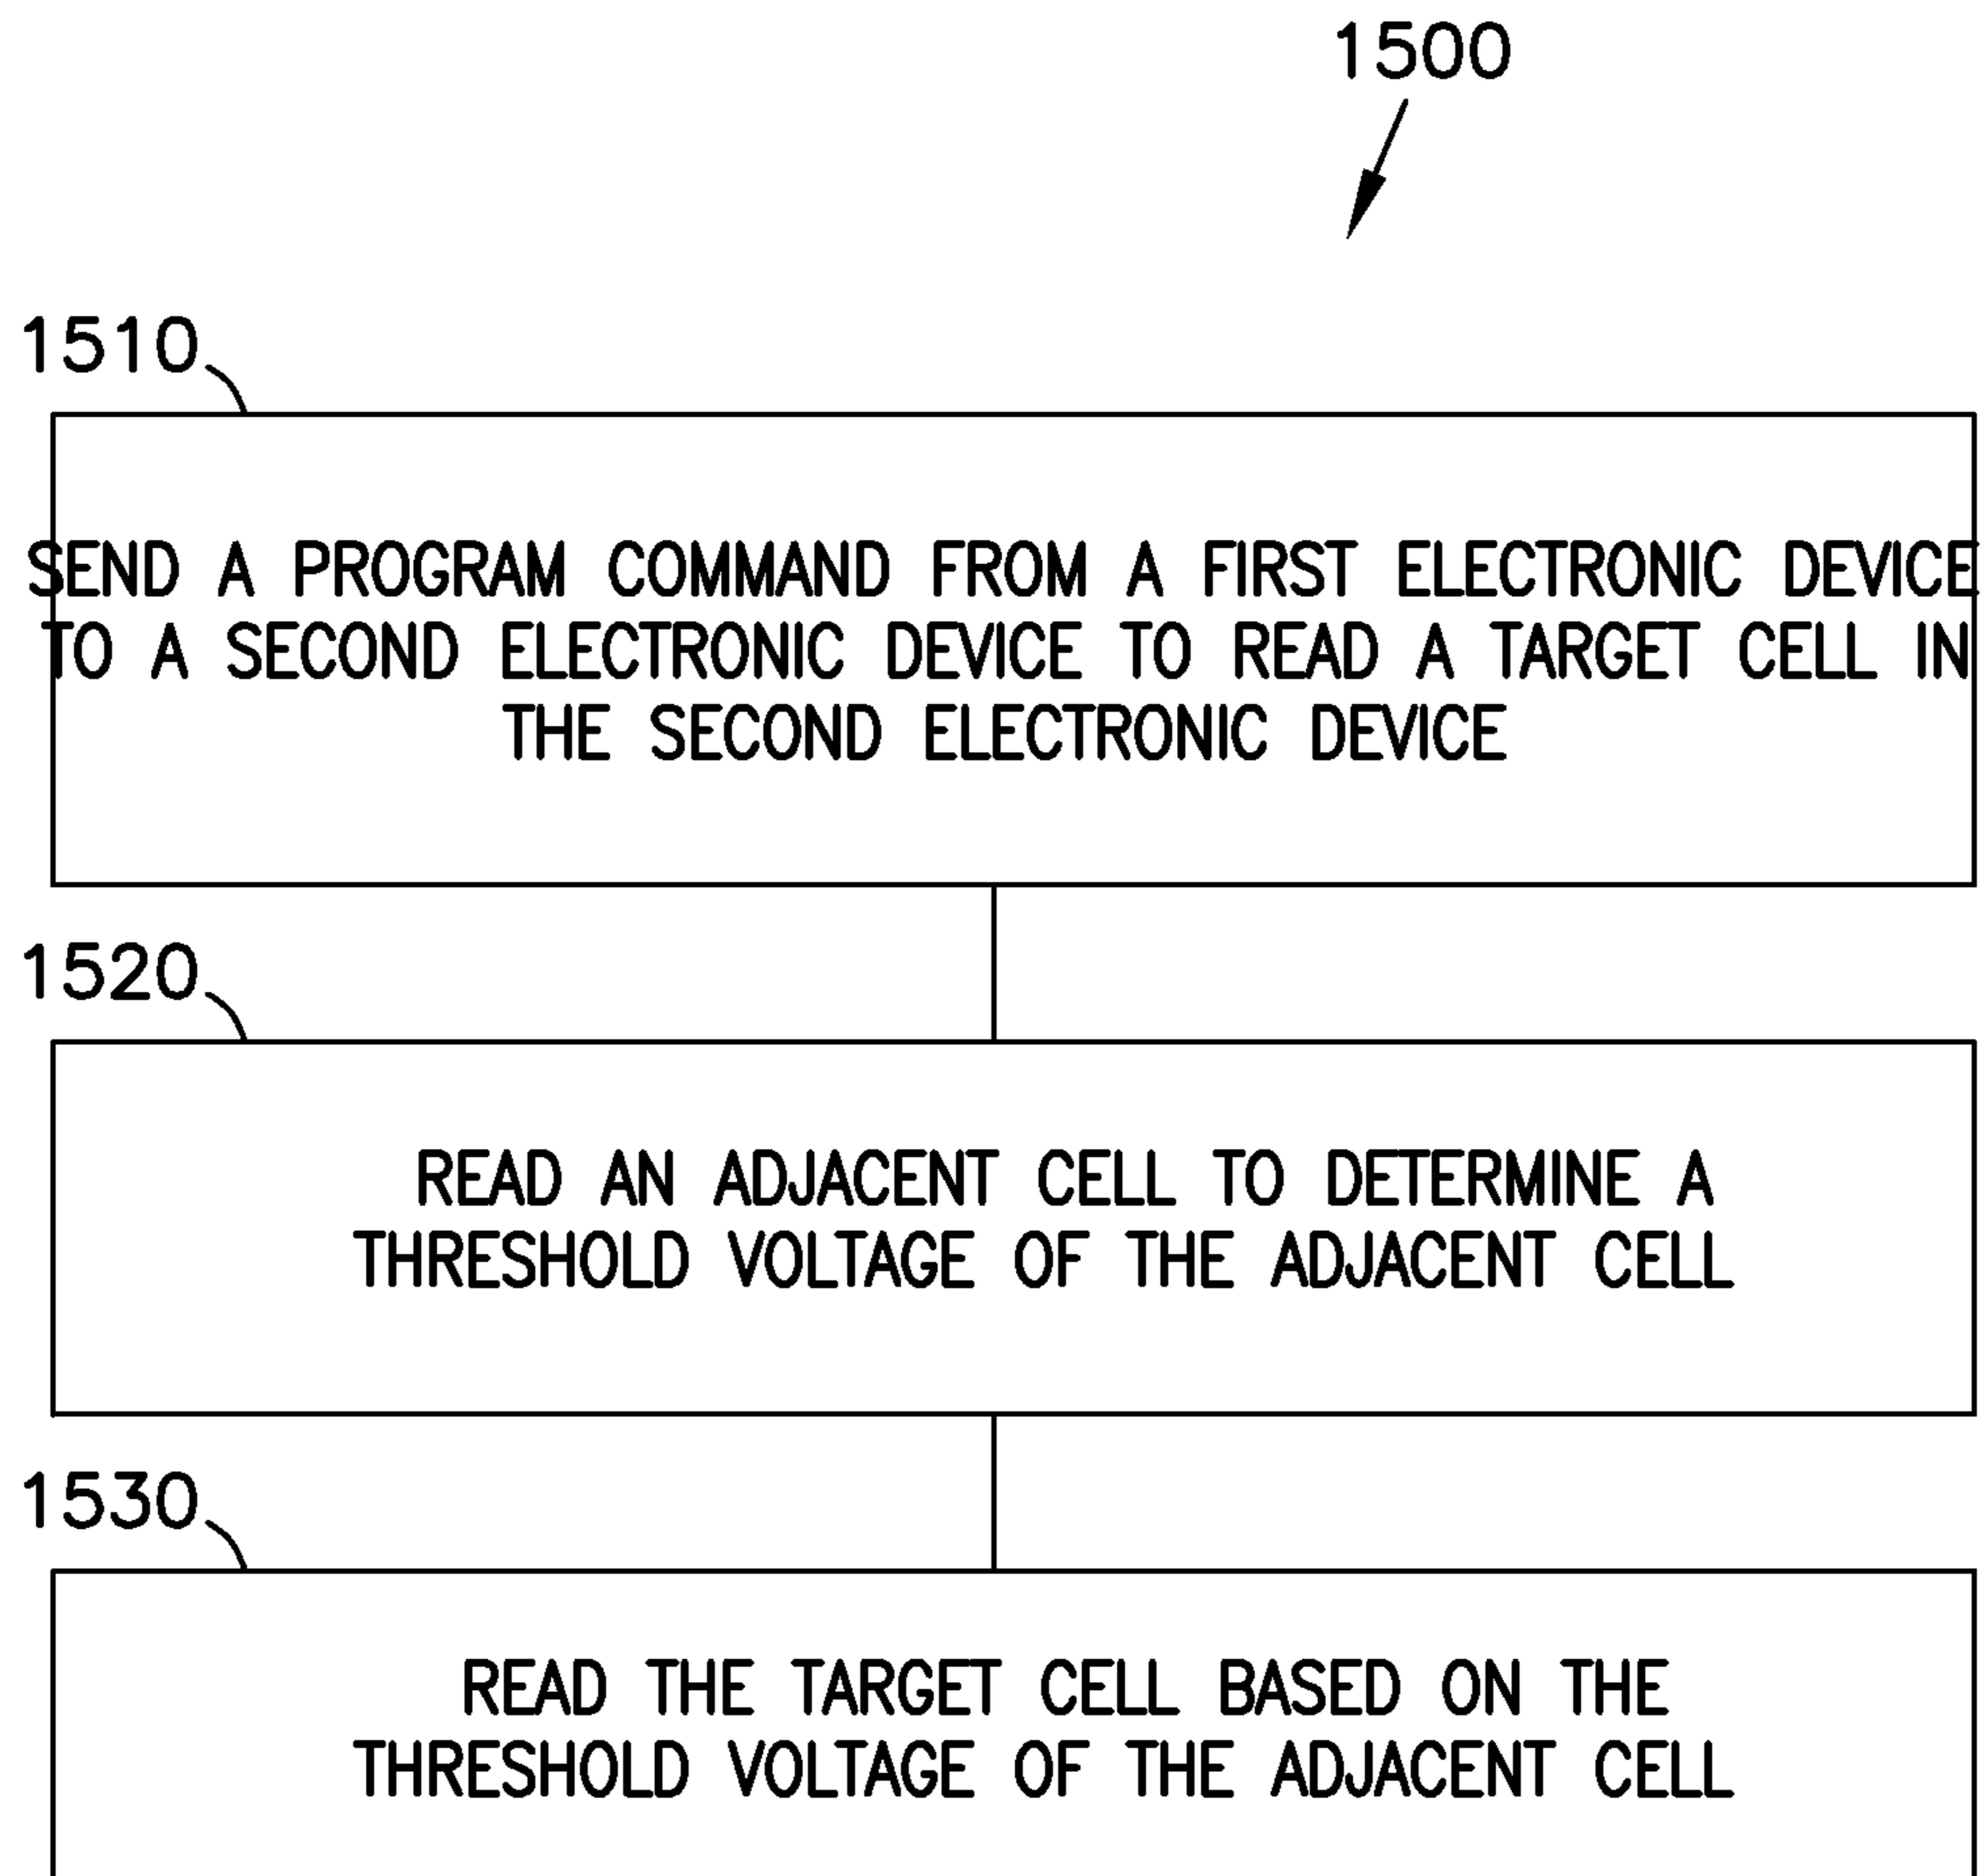 1500
1510
SEND A PROGRAM COMMAND FROM A FIRST ELECTRONIC DEVICE
TO A SECOND ELECTRONIC DEVICE TO READ A TARGET CELL IN
THE SECOND ELECTRONIC DEVICE
1520
READ AN ADJACENT CELL TO DETERMINE A
THRESHOLD VOLTAGE OF THE ADJACENT CELL
1530
READ THE TARGET CELL BASED ON THE
THRESHOLD VOLTAGE OF THE ADJACENT CELL